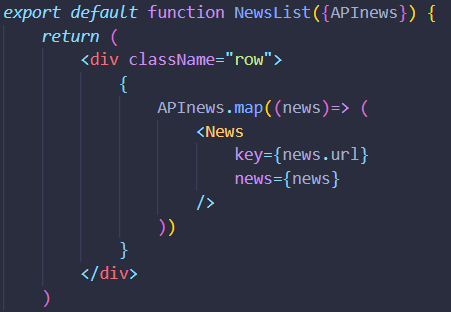 export default function NewsList({APInews}) {
return (
<div className="row">
{
APInews.map((news)=> (
<News
key={news.url}
news={news}
/>
))
}
</div>
)